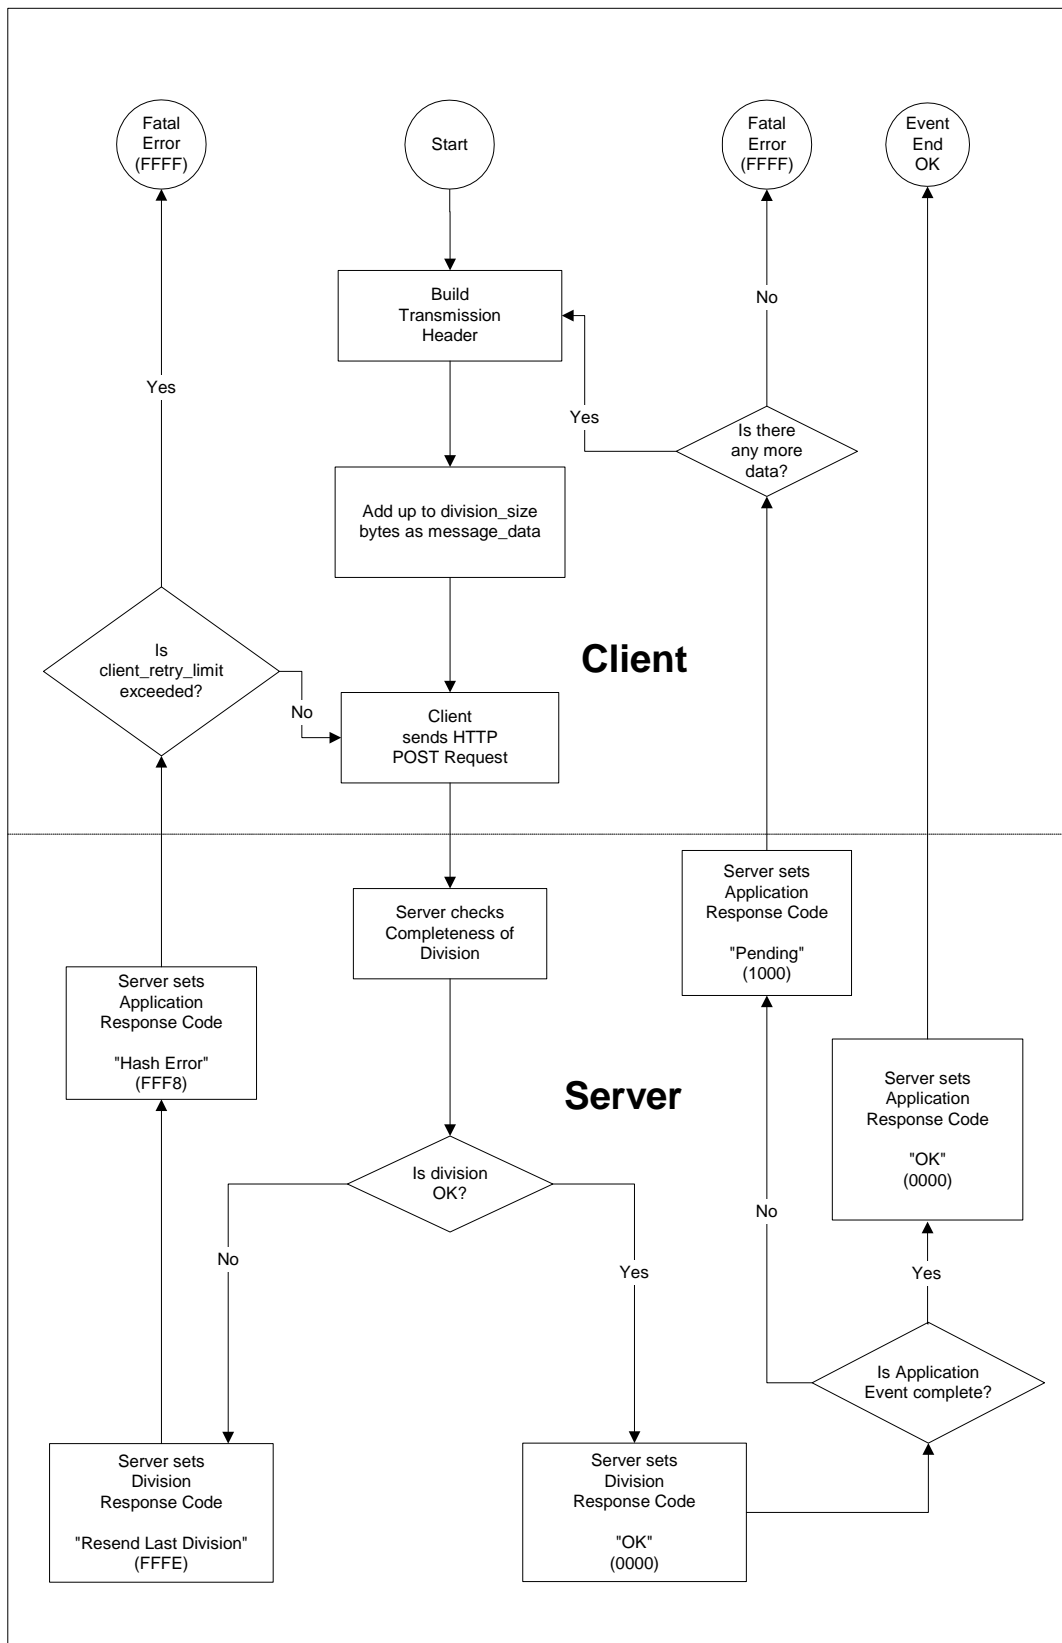 Fatal
Error
(FFFF)
Start
Fatal
Error
(FFFF)
Event
End
OK
Build
Transmission
Header
No
Yes
Yes
Is there
any more
data?
Add up to division_size
bytes as message_data
Is
client_retry_limit
exceeded?
Client
No
Client
sends HTTP
POST Request
Server sets
Application
Response Code
"Pending"
(1000)
Server checks
Completeness of
Division
Server sets
Application
Response Code
"Hash Error"
(FFF8)
Server sets
Application
Response Code
"OK"
(0000)
Server
Is division
OK?
No
No
Yes
Yes
Is Application
Event complete?
Server sets
Division
Response Code
"Resend Last Division"
(FFFE)
Server sets
Division
Response Code
"OK"
(0000)